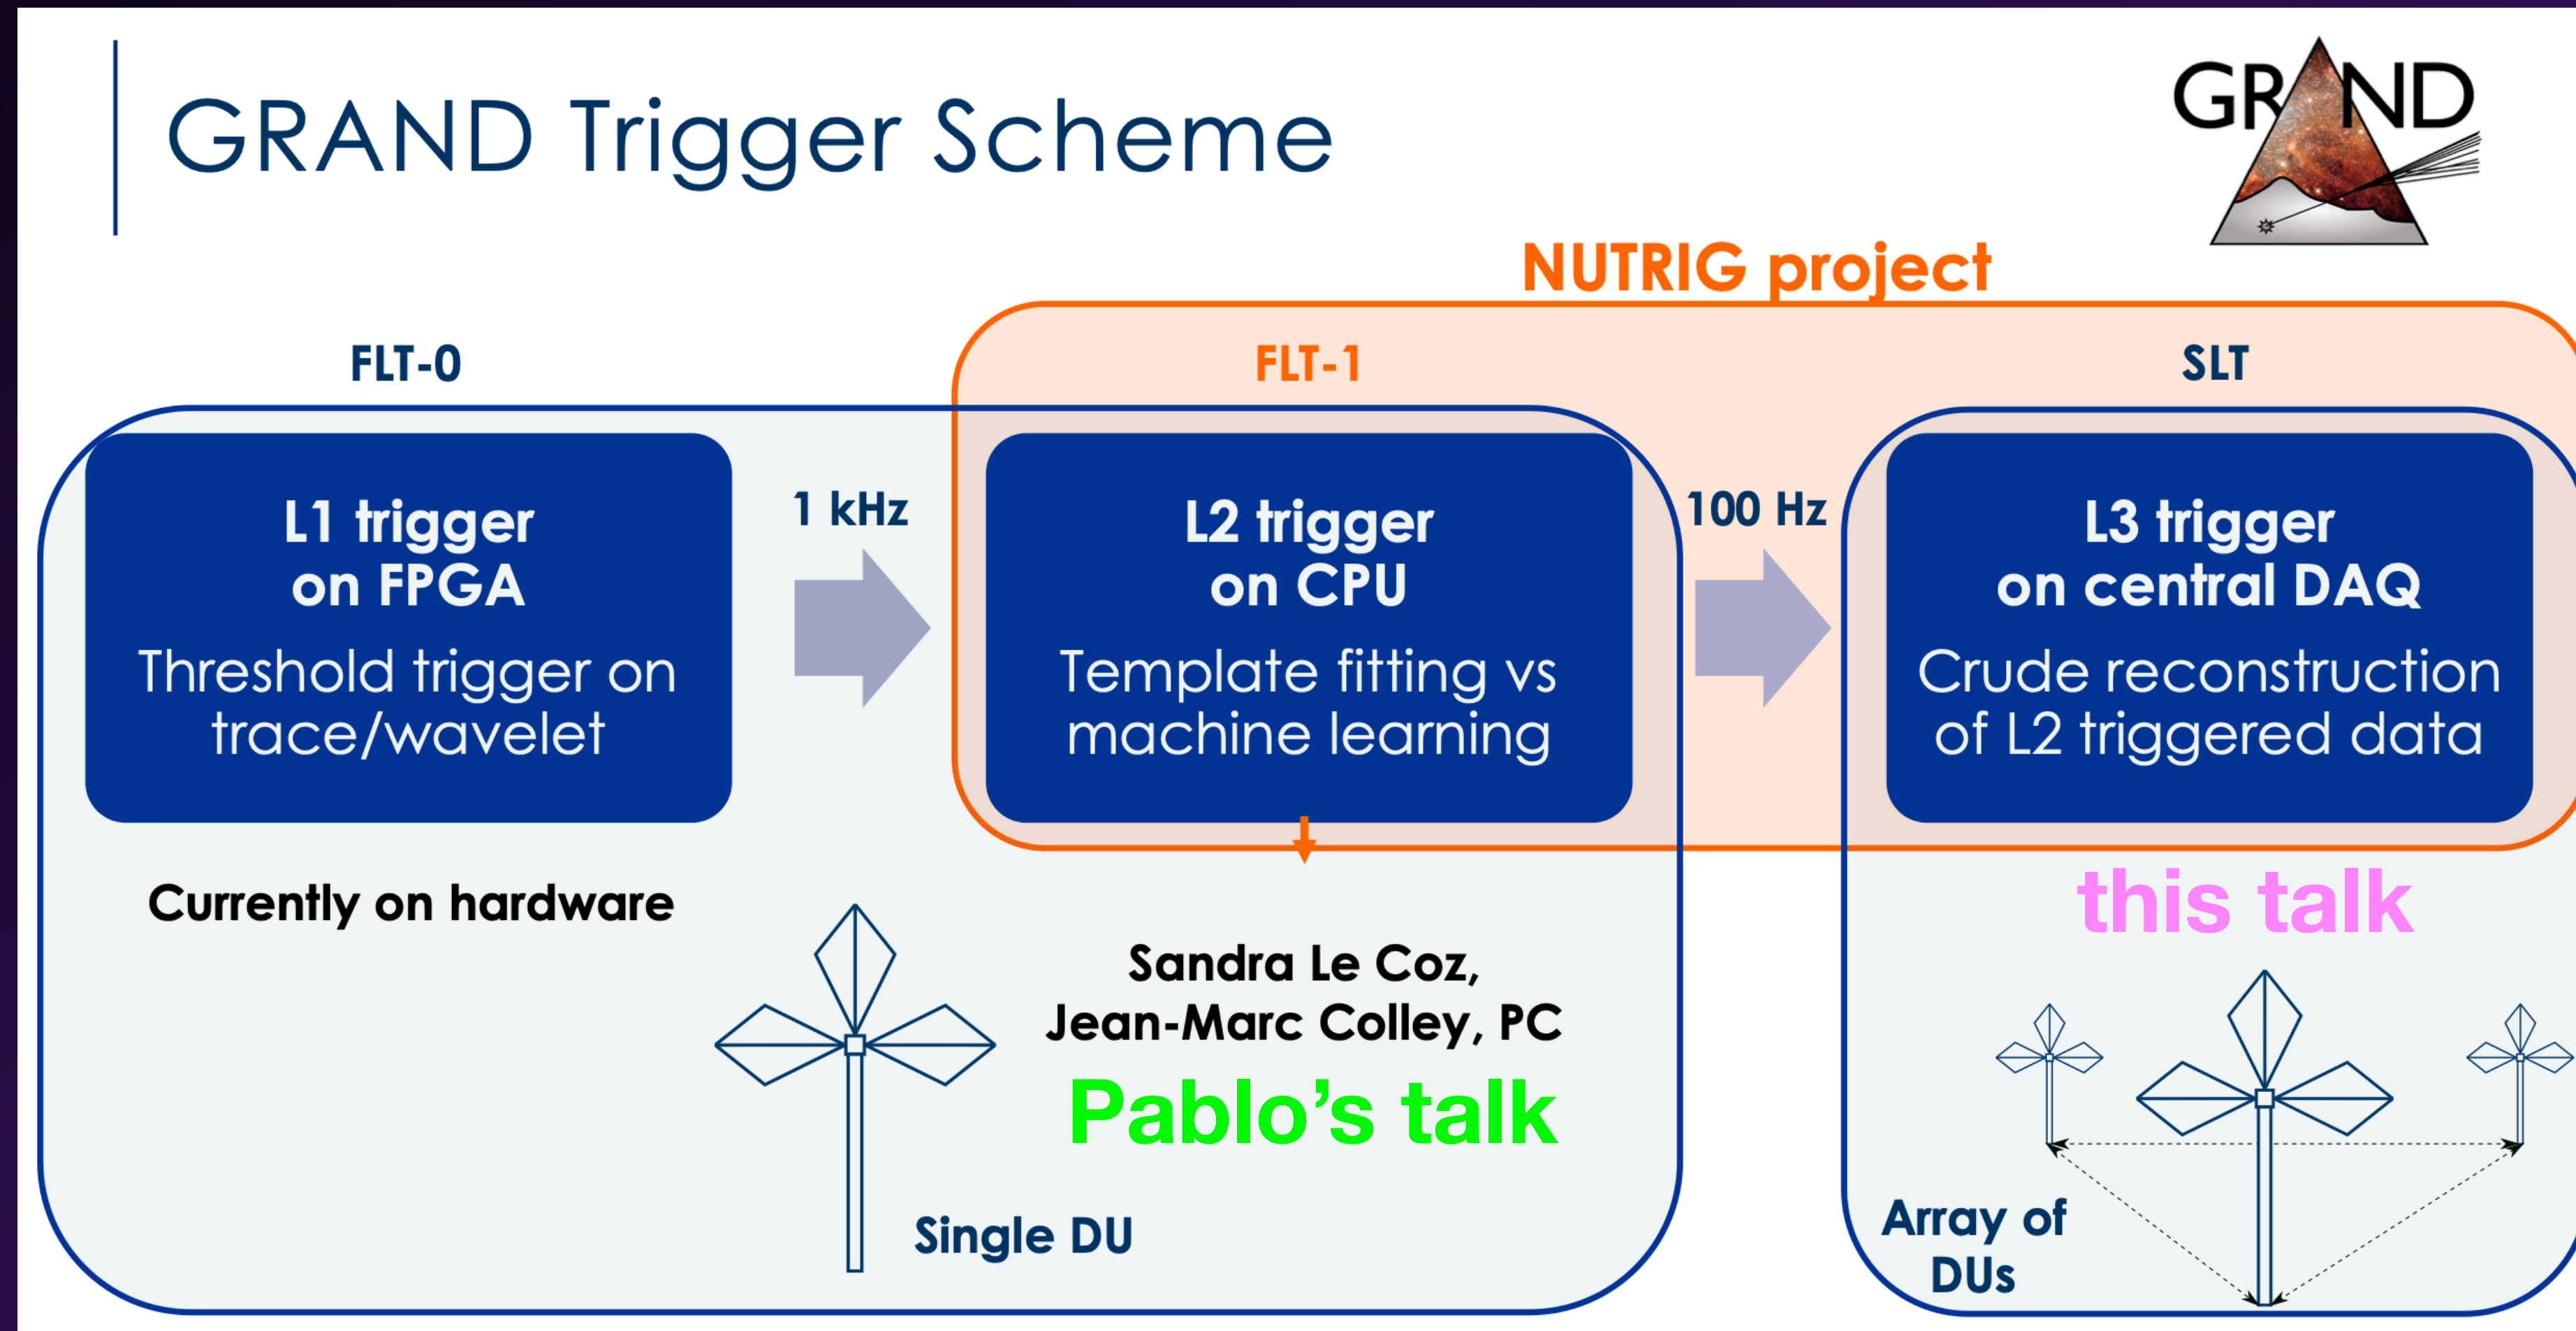 GRAND Trigger Scheme
GRAND
NUTRIG project
FLT-0
FLT-1
SLT
L1 trigger
on FPGA
Threshold trigger on
trace/wavelet
1 kHz
L2 trigger
on CPU
Template fitting vs
machine learning
100 Hz
L3 trigger
on central DAQ
Crude reconstruction
of L2 triggered data
Currently on hardware
Sandra Le Coz,
Jean-Marc Colley, PC
Pablo’s talk
Single DU
this talk
Array of
DUs